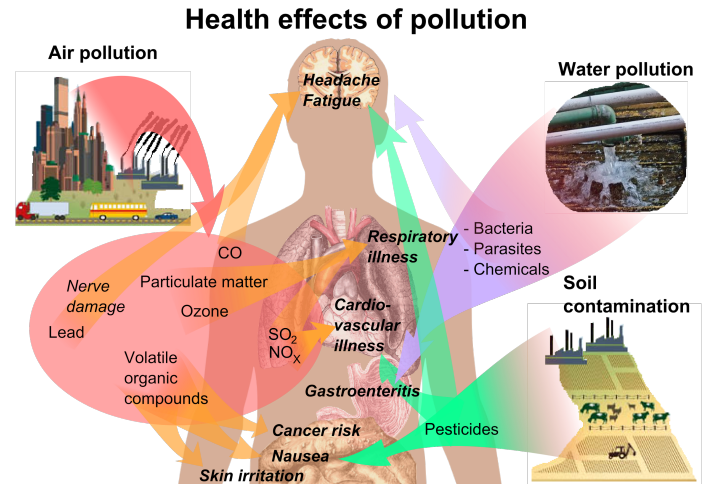 Health effects of pollution
Air pollution
Water pollution
Headache
Fatigue
- Bacteria
- Parasites
- Chemicals
Respiratory
illness
CO
Particulate matter
Nerve
damage
Ozone
Lead
SO2
NOX
Cardio-
vascular
illness
Soil
contamination
Volatile
organic
compounds
Gastroenteritis
Pesticides
Cancer risk
Nausea
Skin irritation